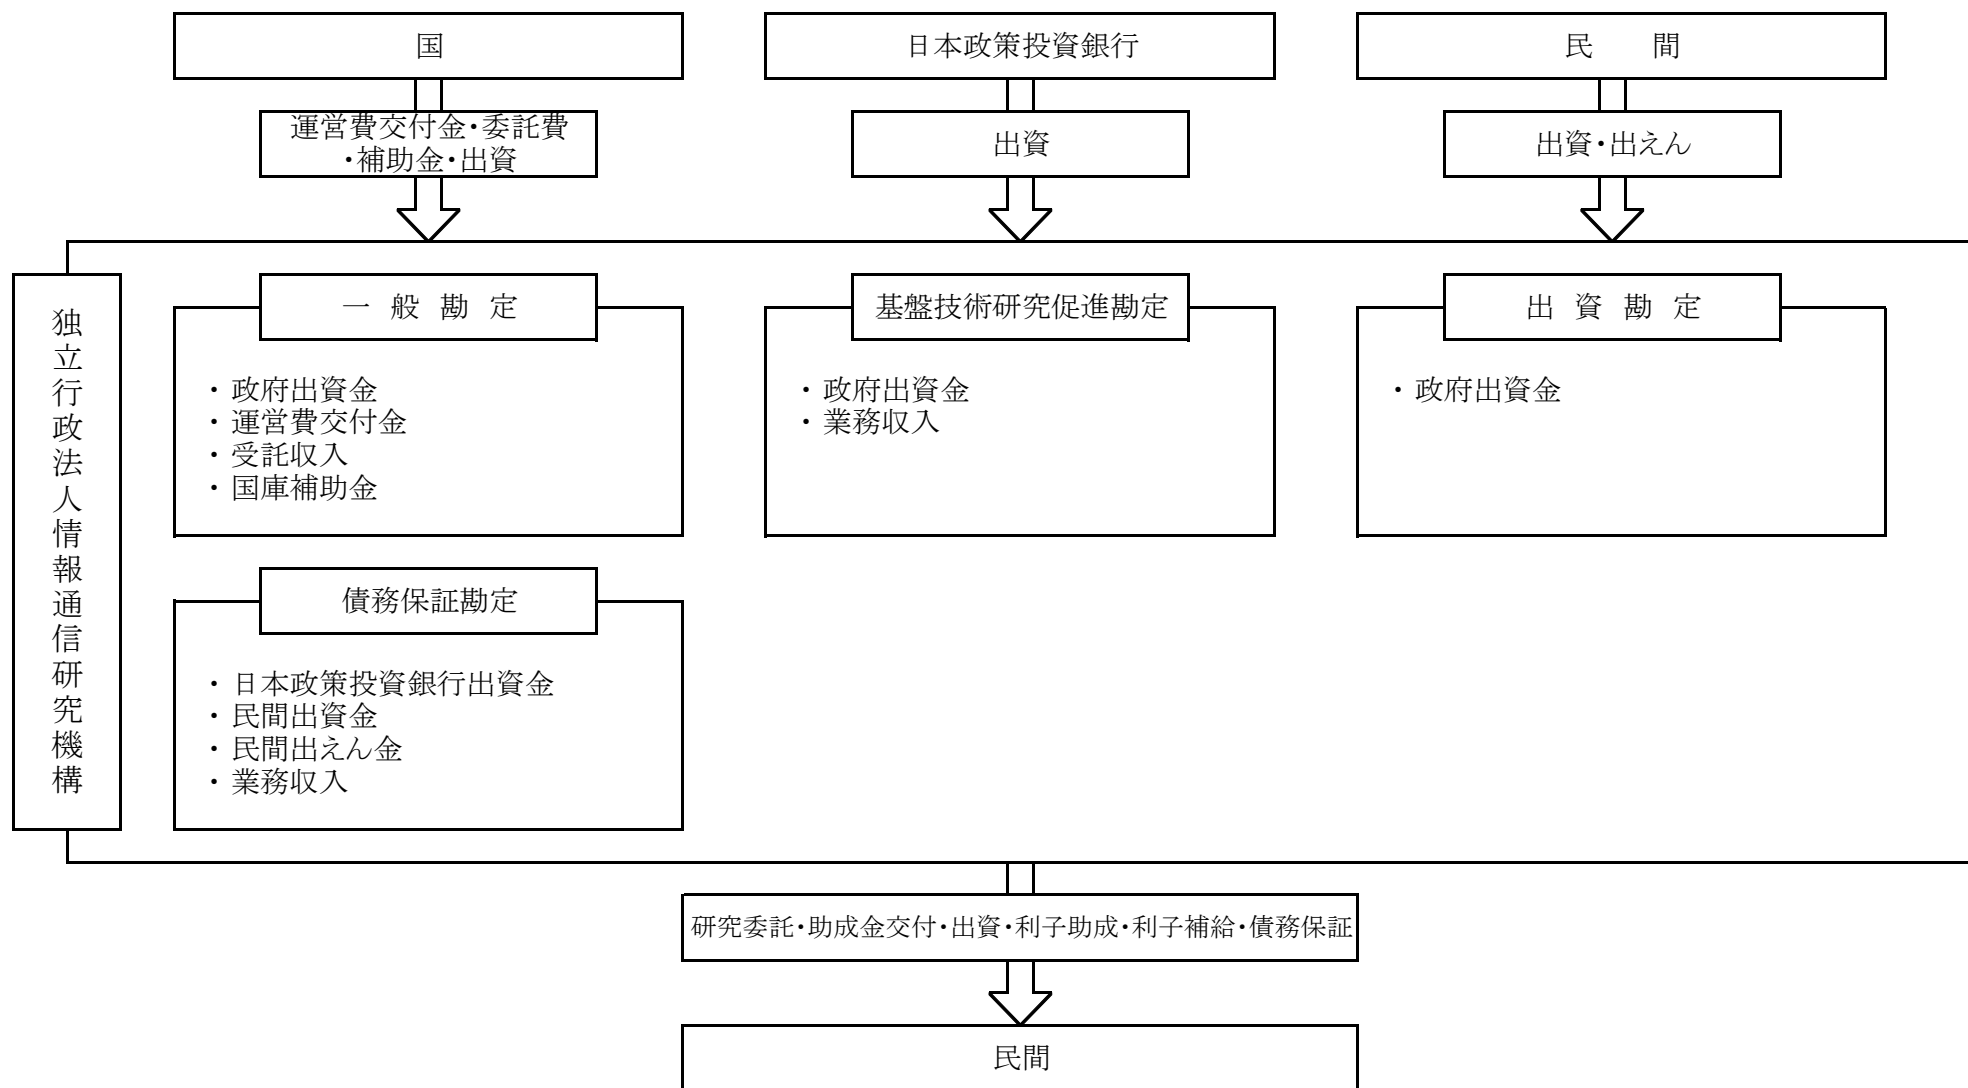 国
日本政策投資銀行
民　間
運営費交付金・委託費
・補助金・出資
出資
出資・出えん
独立行政法人情報通信研究機構
一 般 勘 定
・ 政府出資金
・ 運営費交付金
・ 受託収入
・ 国庫補助金
基盤技術研究促進勘定
・ 政府出資金
・ 業務収入
出 資 勘 定
・ 政府出資金
債務保証勘定
・ 日本政策投資銀行出資金
・ 民間出資金
・ 民間出えん金
・ 業務収入
研究委託・助成金交付・出資・利子助成・利子補給・債務保証
民間